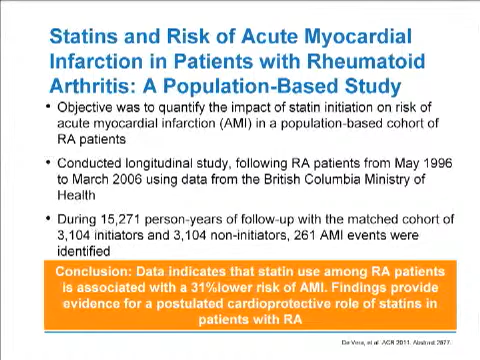 Statins and Risk of Acute Myocardial
Infarction in Patients with Rheumatoid
Arthritis: A Population-Based Study
• Objective was to quantify the impact of statin initiation on risk of
acute myocardial infarction (AMI) in a population-based cohort of
RA patients
• Conducted longitudinal study, following RA patients from May 1996
to March 2006 using data from the British Columbia Ministry of
Health
• During 15,271 person-years of follow-up with the matched cohort of
3,104 initiators and 3,104 non-initiators, 261 AMI events were
identified
Conclusion: Data indicates that statin use among RA patients
is associated with a 31%lower risk of AMI. Findings provide
evidence for a postulated cardioprotective role of statins in
patients with RA
De Vera, et al. ACR 2011. Abstract 2877.